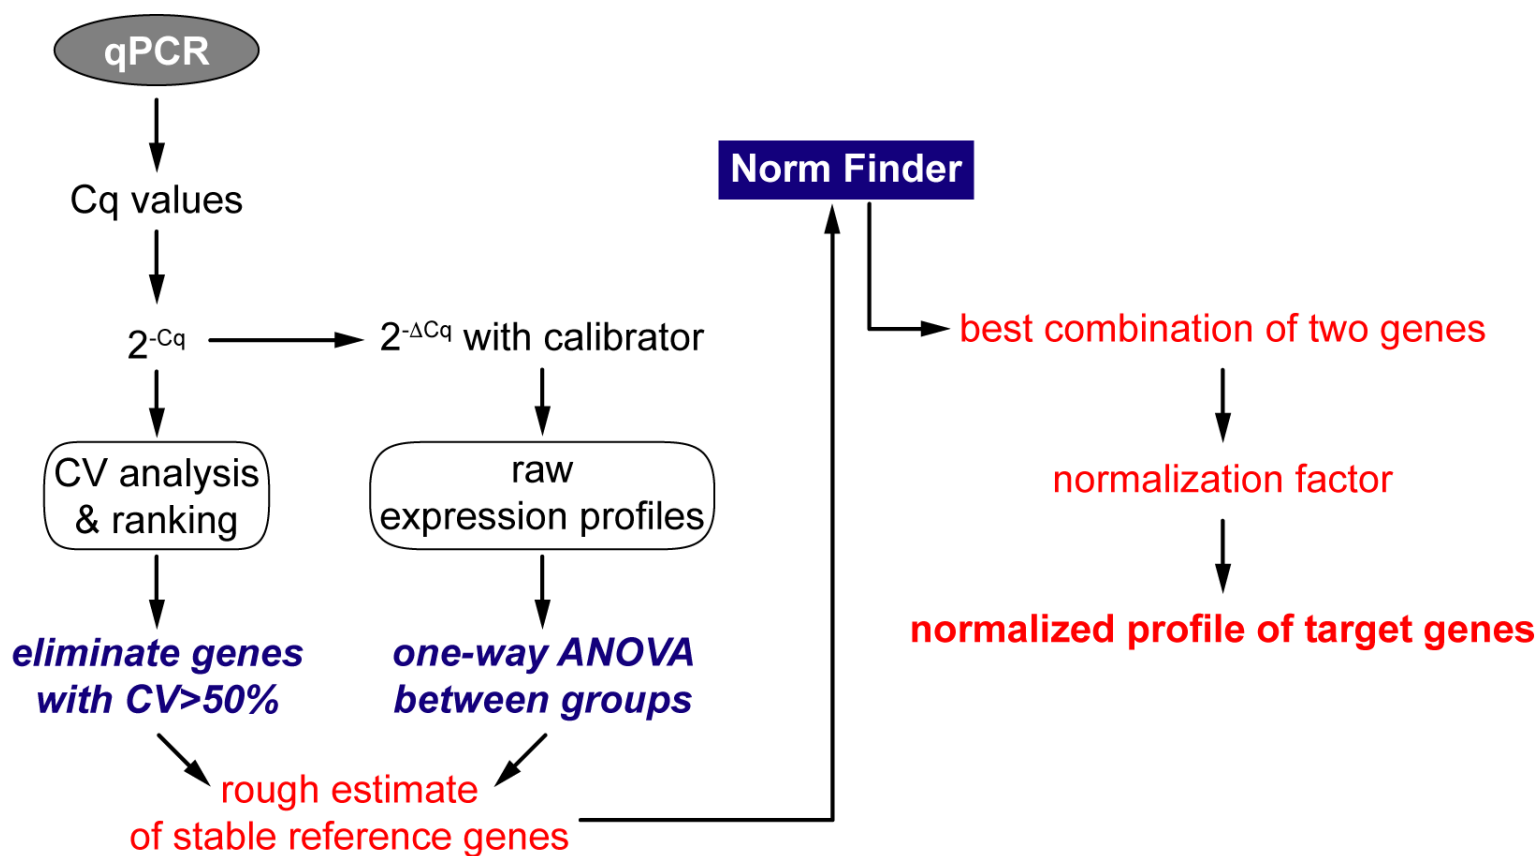 qPCR
Cq values
2-Cq
2-ΔCq with calibrator
CV analysis
& ranking
raw
expression profiles
eliminate genes
with CV>50%
one-way ANOVA
between groups
rough estimate
of stable reference genes
Norm Finder
best combination of two genes
normalization factor
normalized profile of target genes